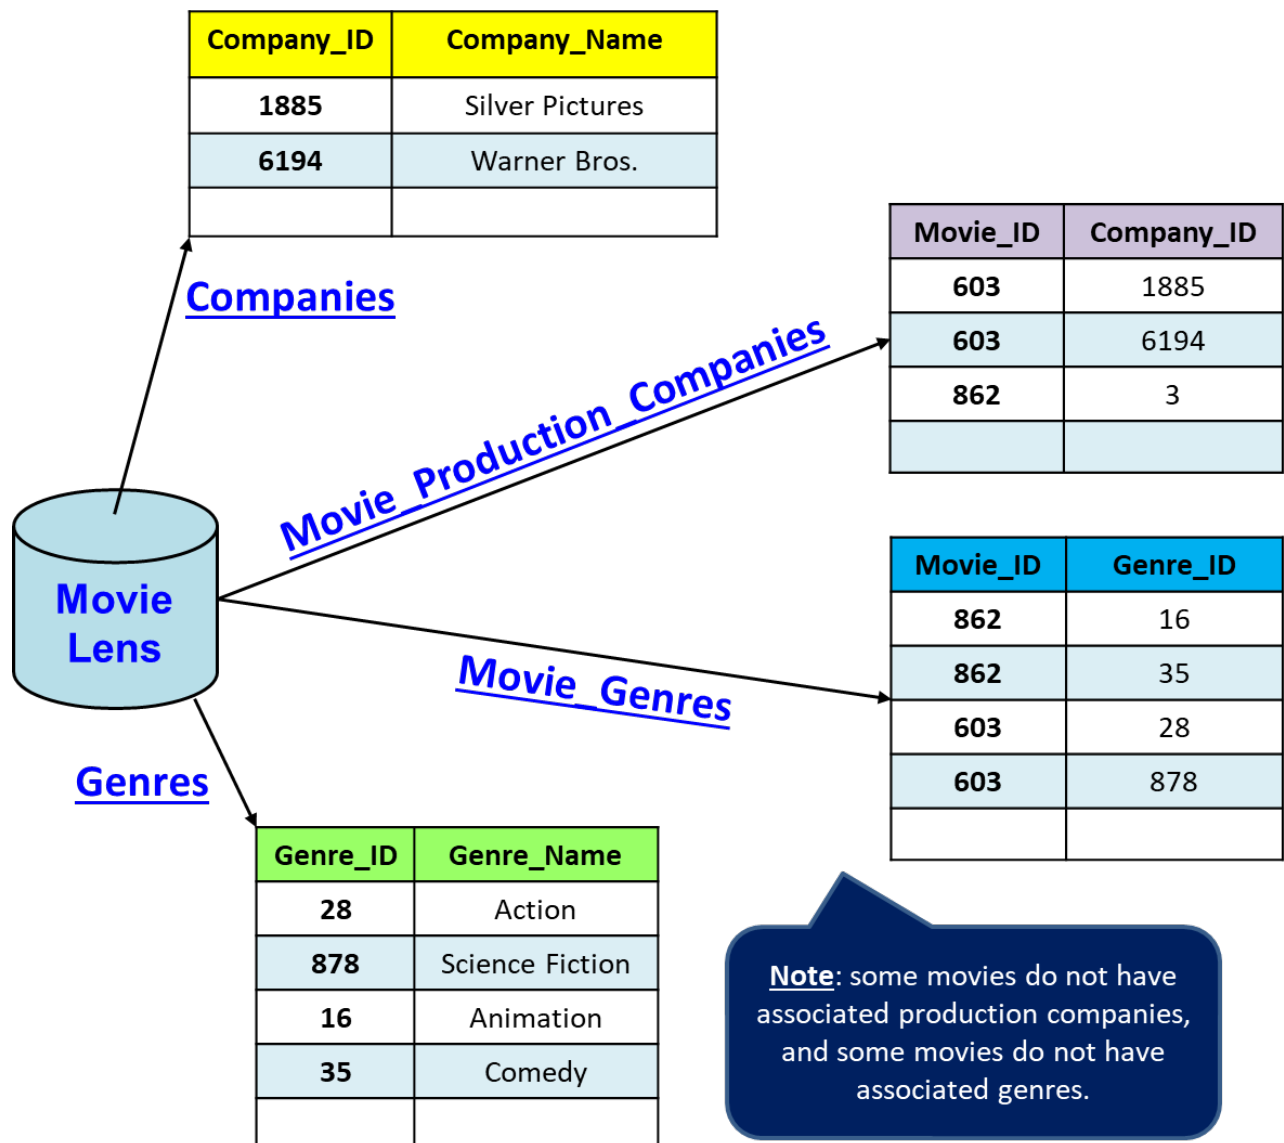 Company_ID Company_Name
1885 Silver Pictures
6194 Warner Bros.
Companies
Movie_ID Company_ID
603 1885
603 6194
862 3
Movie_Production_Companies
Movie
Lens
Movie_ID Genre_ID
862 16
862 35
603 28
603 878
Movie_Genres
Genres
Genre_ID Genre_Name
28 Action
878 Science Fiction
16 Animation
35 Comedy
Note: some movies do not have
associated production companies,
and some movies do not have
associated genres.